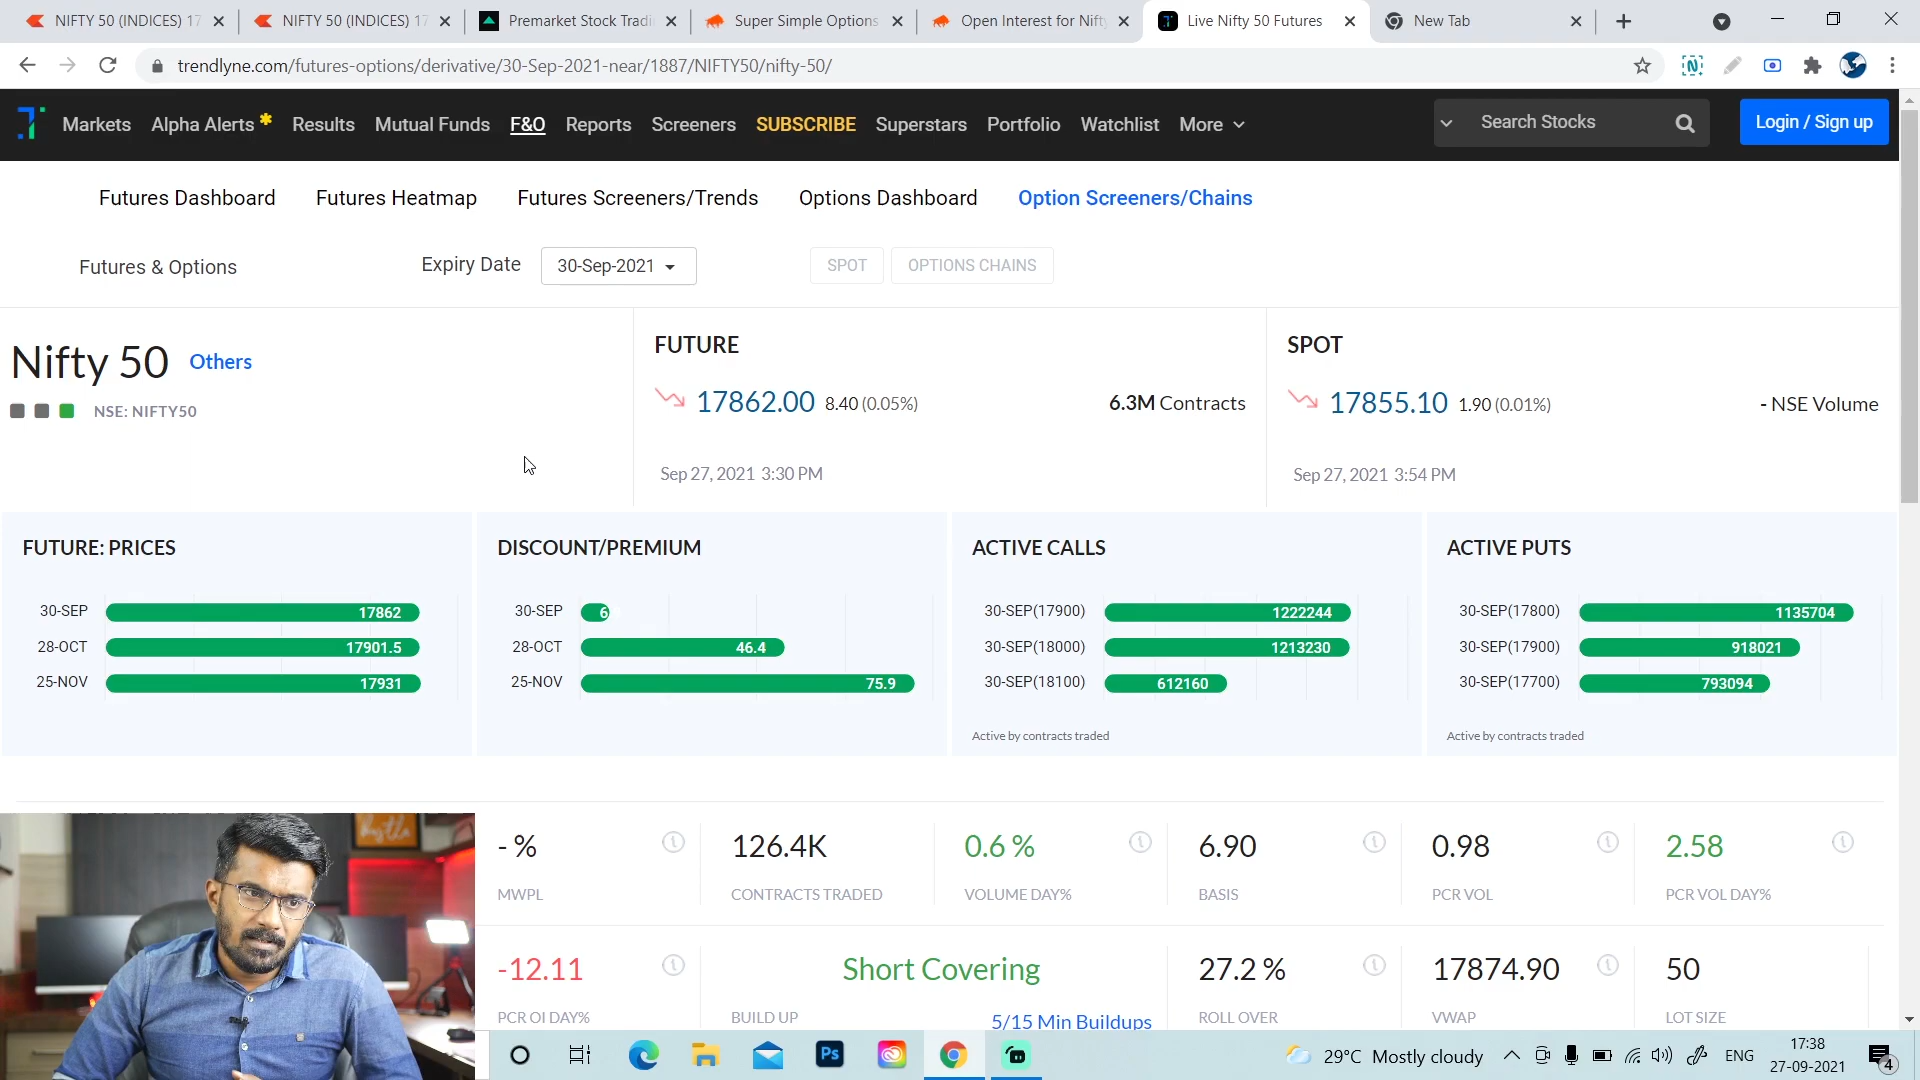 NIFTY 50 (INDICES) 17
NIFTY 50 (INDICES) 17
Premarket Stock Tradi
Super Simple Options
Open Interest for Nifty
Live Nifty 50 Futures
New Tab
trendlyne.com/futures-options/derivative/30-Sep-2021-near/1887/NIFTY50/nifty-50/
Markets Alpha Alerts Results Mutual Funds F&O Reports Screeners SUBSCRIBE Superstars Portfolio Watchlist More Search Stocks Login / Sign up
Futures Dashboard Futures Heatmap Futures Screeners/Trends Options Dashboard Option Screeners/Chains
Futures & Options Expiry Date 30-Sep-2021 SPOT OPTIONS CHAINS
Nifty 50 Others
NSE: NIFTY50
FUTURE
17862.00 8.40 (0.05%) 6.3M Contracts
Sep 27, 2021 3:30 PM
SPOT
17855.10 1.90 (0.01%) - NSE Volume
Sep 27, 2021 3:54 PM
FUTURE: PRICES
30-SEP 17862
28-OCT 17901.5
25-NOV 17931
DISCOUNT/PREMIUM
30-SEP 6
28-OCT 46.4
25-NOV 75.9
ACTIVE CALLS
30-SEP(17900) 1222244
30-SEP(18000) 1213230
30-SEP(18100) 612160
Active by contracts traded
ACTIVE PUTS
30-SEP(17800) 1135704
30-SEP(17900) 918021
30-SEP(17700) 793094
Active by contracts traded
- % 126.4K 0.6 % 6.90 0.98 2.58
MWPL CONTRACTS TRADED VOLUME DAY% BASIS PCR VOL PCR VOL DAY%
-12.11 Short Covering 27.2 % 17874.90 50
PCR OI DAY% BUILD UP 5/15 Min Buildups ROLL OVER VWAP LOT SIZE
hustle
Ps
29°C Mostly cloudy ENG
17:38
27-09-2021
4